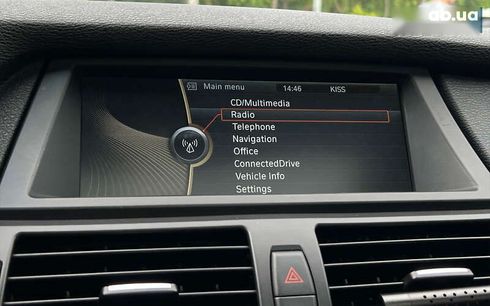 ab.ua
Main menu 14:46 KISS
CD/Multimedia
Radio
Telephone
Navigation
Office
ConnectedDrive
Vehicle Info
Settings